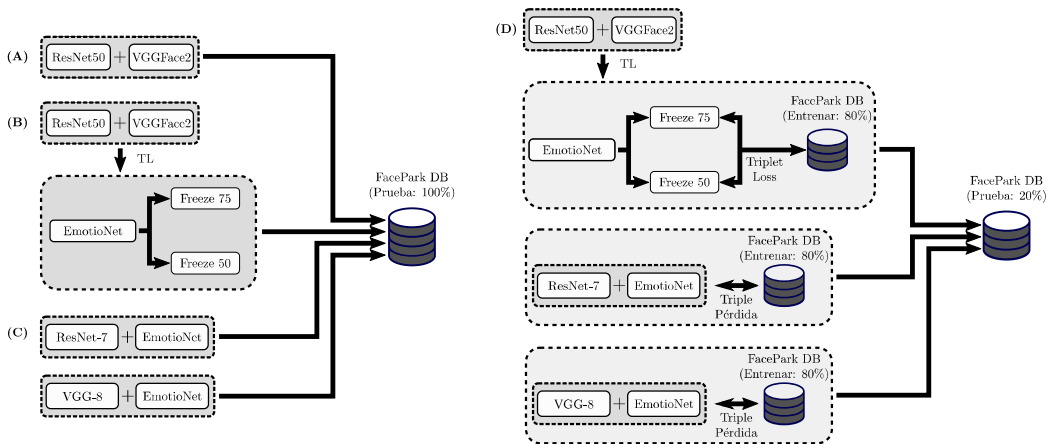 (A)
ResNet50 + VGGFace2
(B)
ResNet50 + VGGFace2
TL
EmotioNet
Freeze 75
Freeze 50
(C)
ResNet-7 + EmotioNet
VGG-8 + EmotioNet
FacePark DB
(Prueba: 100%)
(D)
ResNet50 + VGGFace2
TL
EmotioNet
Freeze 75
Freeze 50
Triplet
Loss
FacePark DB
(Entrenar: 80%)
ResNet-7 + EmotioNet
Triple
Pérdida
FacePark DB
(Entrenar: 80%)
VGG-8 + EmotioNet
Triple
Pérdida
FacePark DB
(Entrenar: 80%)
FacePark DB
(Prueba: 20%)